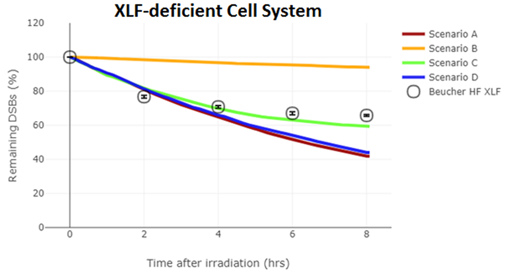 XLF-deficient Cell System
120
100
80
60
40
20
0
Remaining DSBs (%)
0 2 4 6 8
Time after irradiation (hrs)
Scenario A
Scenario B
Scenario C
Scenario D
Beucher HF XLF